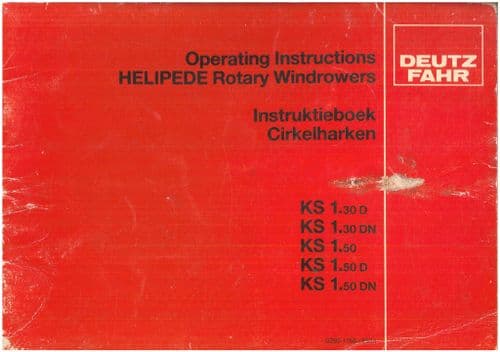 Operating Instructions
HELIPEDE Rotary Windrowers
DEUTZ
FAHR
Instruktieboek
Cirkelharken
KS 1.30 D
KS 1.30 DN
KS 1.50
KS 1.50 D
KS 1.50 DN